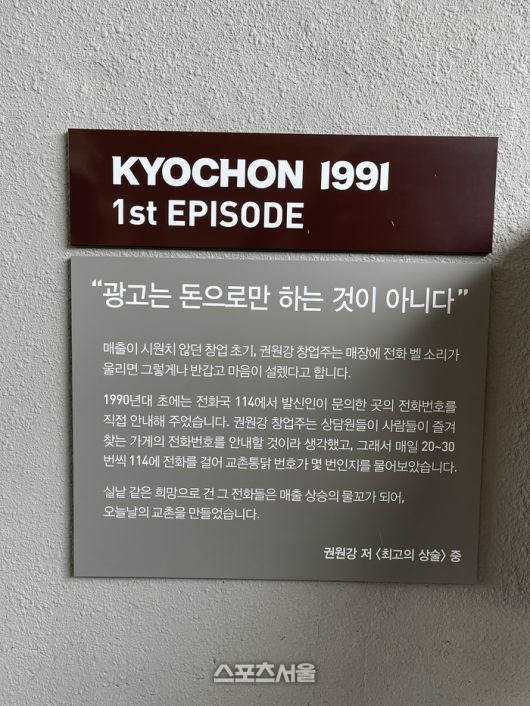 KYOCHON 1991
1st EPISODE
“광고는 돈으로만 하는 것이 아니다”
매출이 시원치 않던 창업 초기, 권원강 창업주는 매장에 전화 벨 소리가
울리면 그렇게나 반갑고 마음이 설렜다고 합니다.
1990년대 초에는 전화국 114에서 발신인이 문의한 곳의 전화번호를
직접 안내해 주었습니다. 권원강 창업주는 상담원들이 사람들이 즐겨
찾는 가게의 전화번호를 안내할 것이라 생각했고, 그래서 매일 20~30
번씩 114에 전화를 걸어 교촌통닭 번호가 몇 번인지를 물어보았습니다.
실낱 같은 희망으로 건 그 전화들은 매출 상승의 물꼬가 되어,
오늘날의 교촌을 만들었습니다.
권원강 저 <최고의 상술> 중
스포츠서울